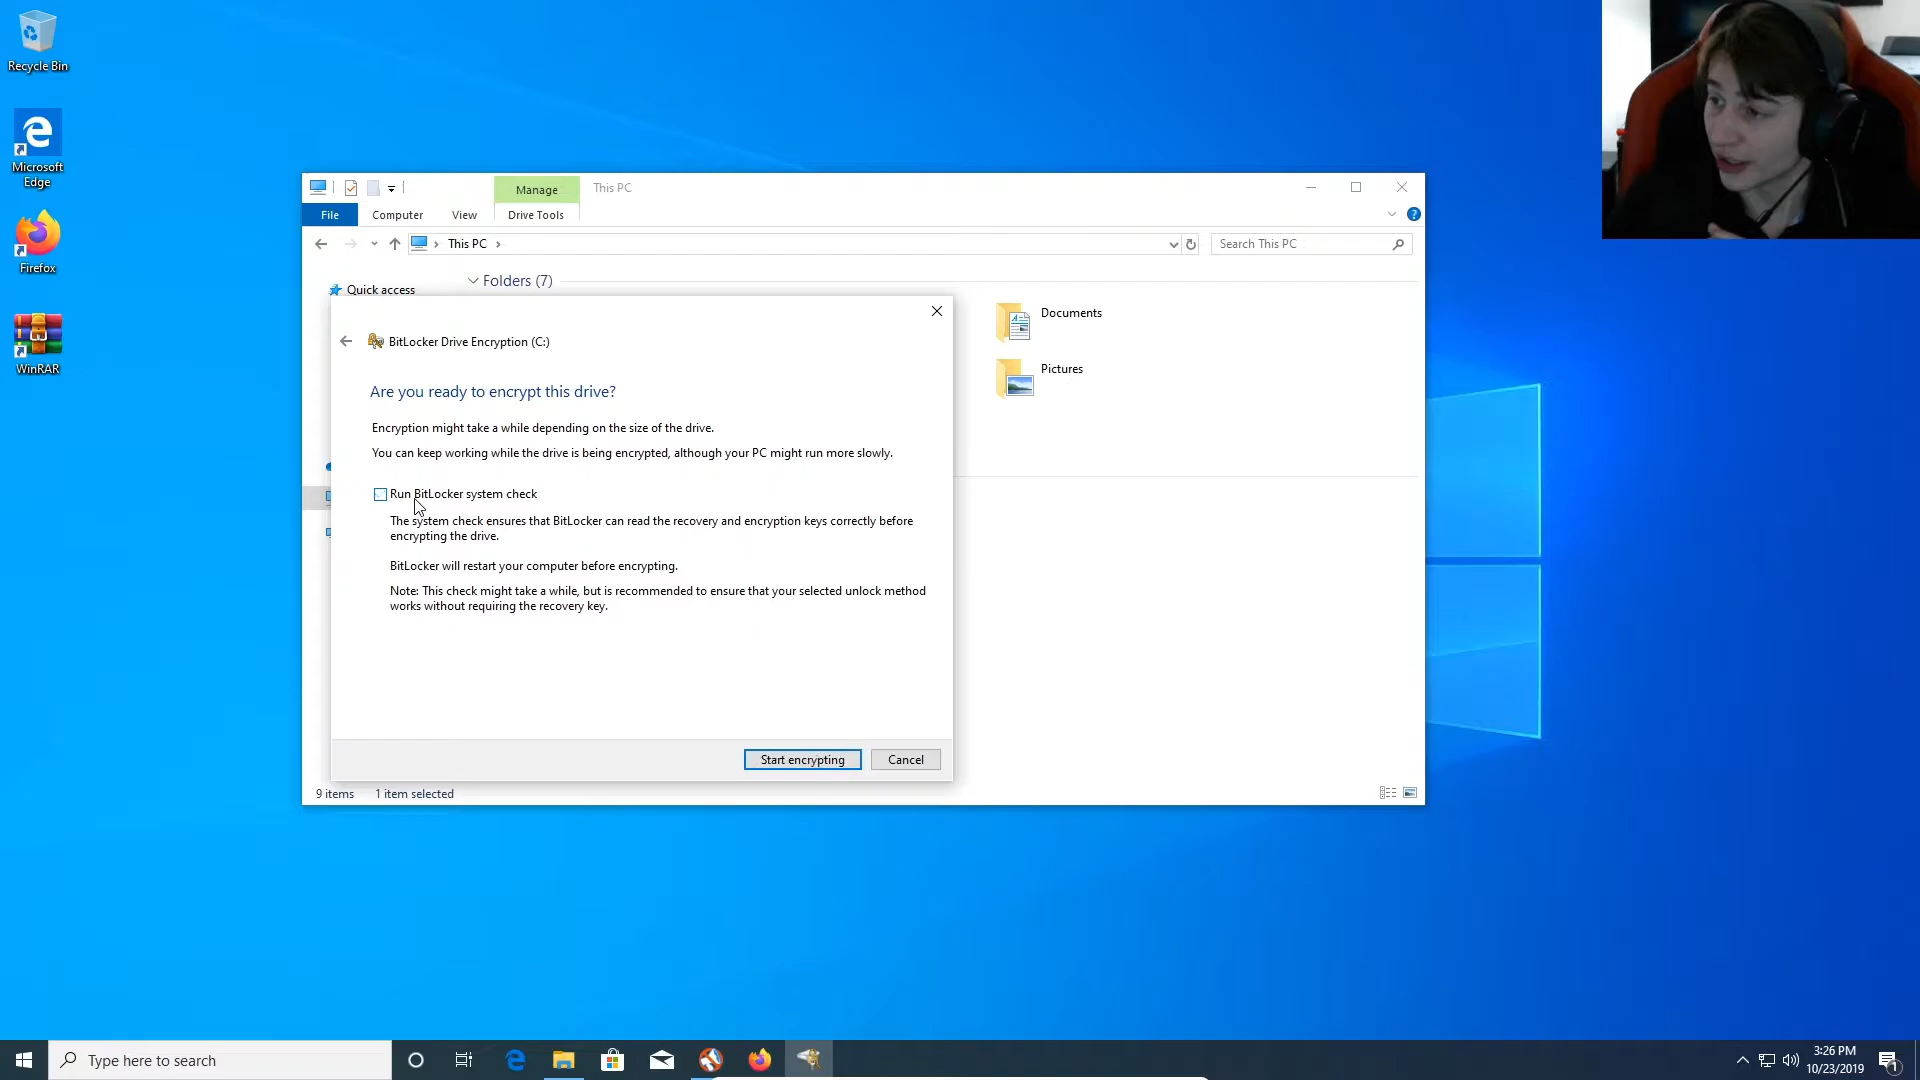 Recycle Bin
Microsoft
Edge
Firefox
WinRAR
Manage
This PC
File
Computer
View
Drive Tools
This PC
Search This PC
Quick access
Folders (7)
Documents
Pictures
BitLocker Drive Encryption (C:)
Are you ready to encrypt this drive?
Encryption might take a while depending on the size of the drive.
You can keep working while the drive is being encrypted, although your PC might run more slowly.
Run BitLocker system check
The system check ensures that BitLocker can read the recovery and encryption keys correctly before
encrypting the drive.
BitLocker will restart your computer before encrypting.
Note: This check might take a while, but is recommended to ensure that your selected unlock method
works without requiring the recovery key.
Start encrypting
Cancel
9 items
1 item selected
Type here to search
3:26 PM
10/23/2019
1